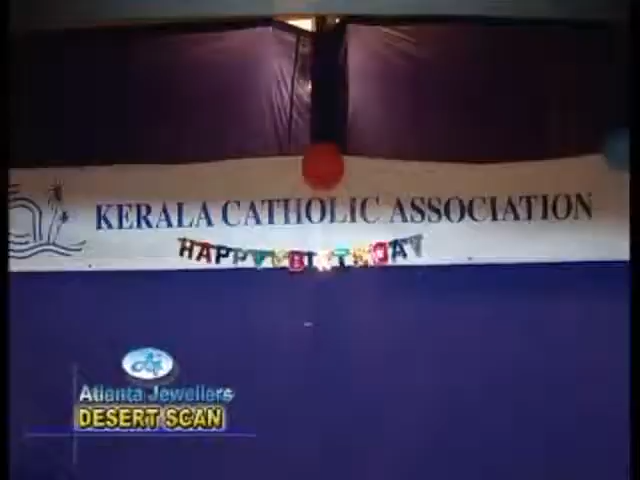 KERALA CATHOLIC ASSOCIATION
HAPPY BIRTHDAY
Atlanta Jewellers
DESERT SCAN